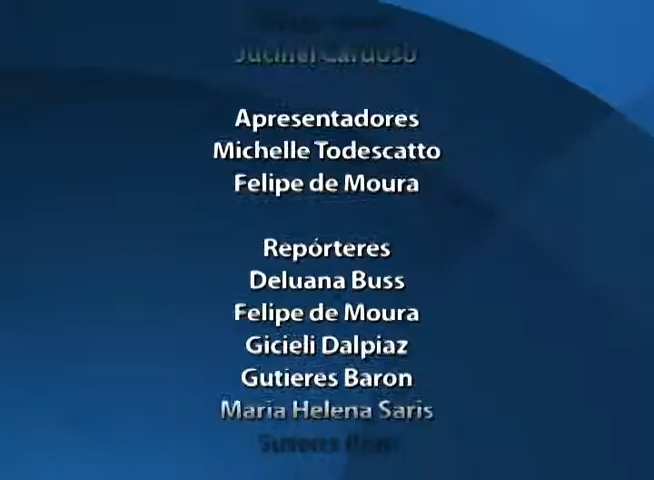 Jucinei Cardoso
Apresentadores
Michelle Todescatto
Felipe de Moura
Repórteres
Deluana Buss
Felipe de Moura
Gicieli Dalpiaz
Gutieres Baron
Maria Helena Saris